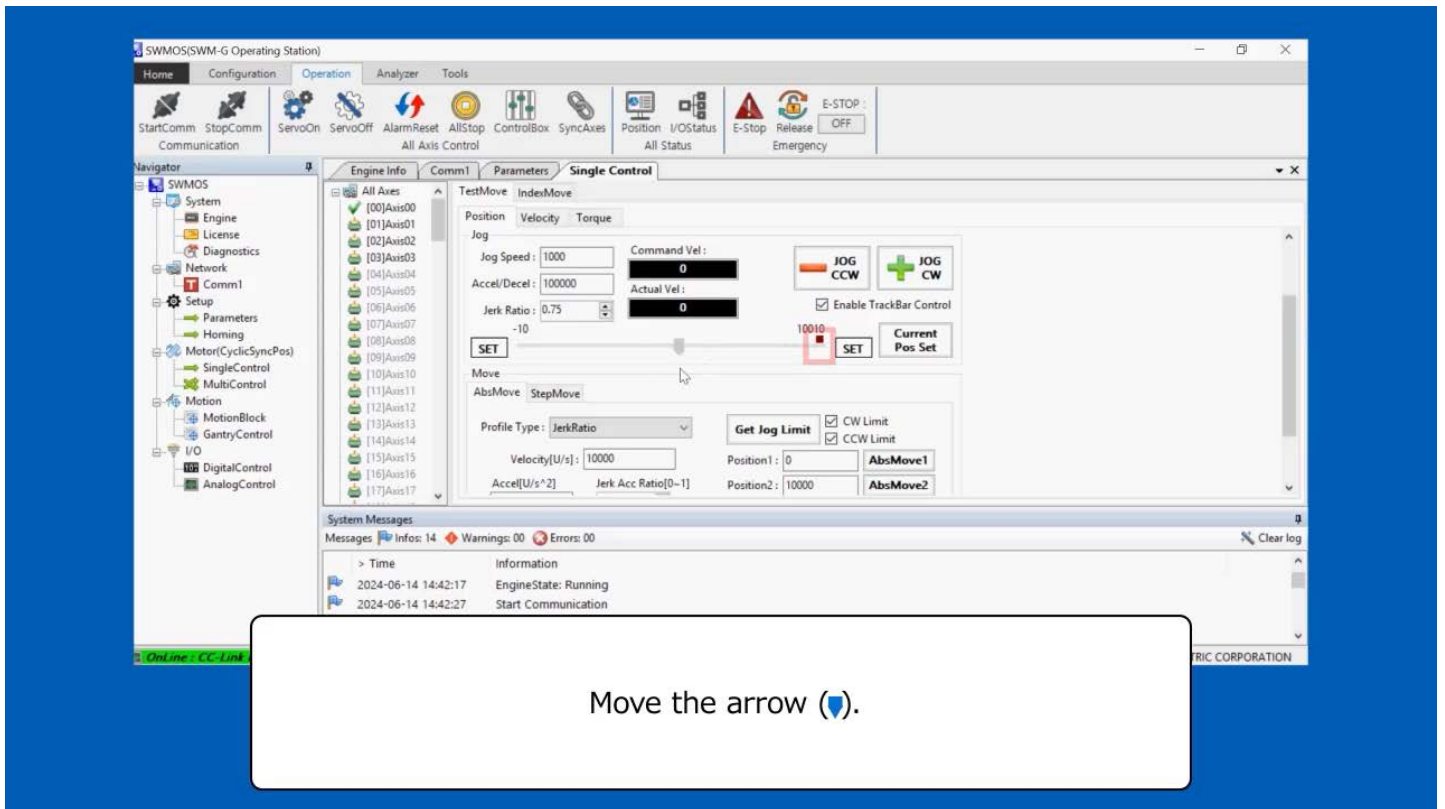 SWMOS(SWM-G Operating Station)
Home Configuration Operation Analyzer Tools
StartComm StopComm ServoOn ServoOff AlarmReset AllStop ControlBox SyncAxes Position I/OStatus E-Stop Release E-STOP : OFF
Communication All Axis Control All Status Emergency
Navigator
SWMOS
System
Engine
License
Diagnostics
Network
Comm1
Setup
Parameters
Homing
Motor(CyclicSyncPos)
SingleControl
MultiControl
Motion
MotionBlock
GantryControl
I/O
DigitalControl
AnalogControl
Engine Info Comm1 Parameters Single Control
All Axes
[00]Axis00
[01]Axis01
[02]Axis02
[03]Axis03
[04]Axis04
[05]Axis05
[06]Axis06
[07]Axis07
[08]Axis08
[09]Axis09
[10]Axis10
[11]Axis11
[12]Axis12
[13]Axis13
[14]Axis14
[15]Axis15
[16]Axis16
[17]Axis17
TestMove IndexMove
Position Velocity Torque
Jog
Jog Speed : 1000
Accel/Decel : 100000
Jerk Ratio : 0.75
Command Vel :
0
Actual Vel :
0
JOG CCW
JOG CW
Enable TrackBar Control
-10 10010
SET SET
Current Pos Set
Move
AbsMove StepMove
Profile Type : JerkRatio
Get Jog Limit
CW Limit
CCW Limit
Velocity[U/s] : 10000
Position1 : 0 AbsMove1
Accel[U/s^2] Jerk Acc Ratio[0~1]
Position2 : 10000 AbsMove2
System Messages
Messages Infos: 14 Warnings: 00 Errors: 00 Clear log
> Time Information
2024-06-14 14:42:17 EngineState: Running
2024-06-14 14:42:27 Start Communication
OnLine : CC-Link
TRIC CORPORATION
Move the arrow ( ).